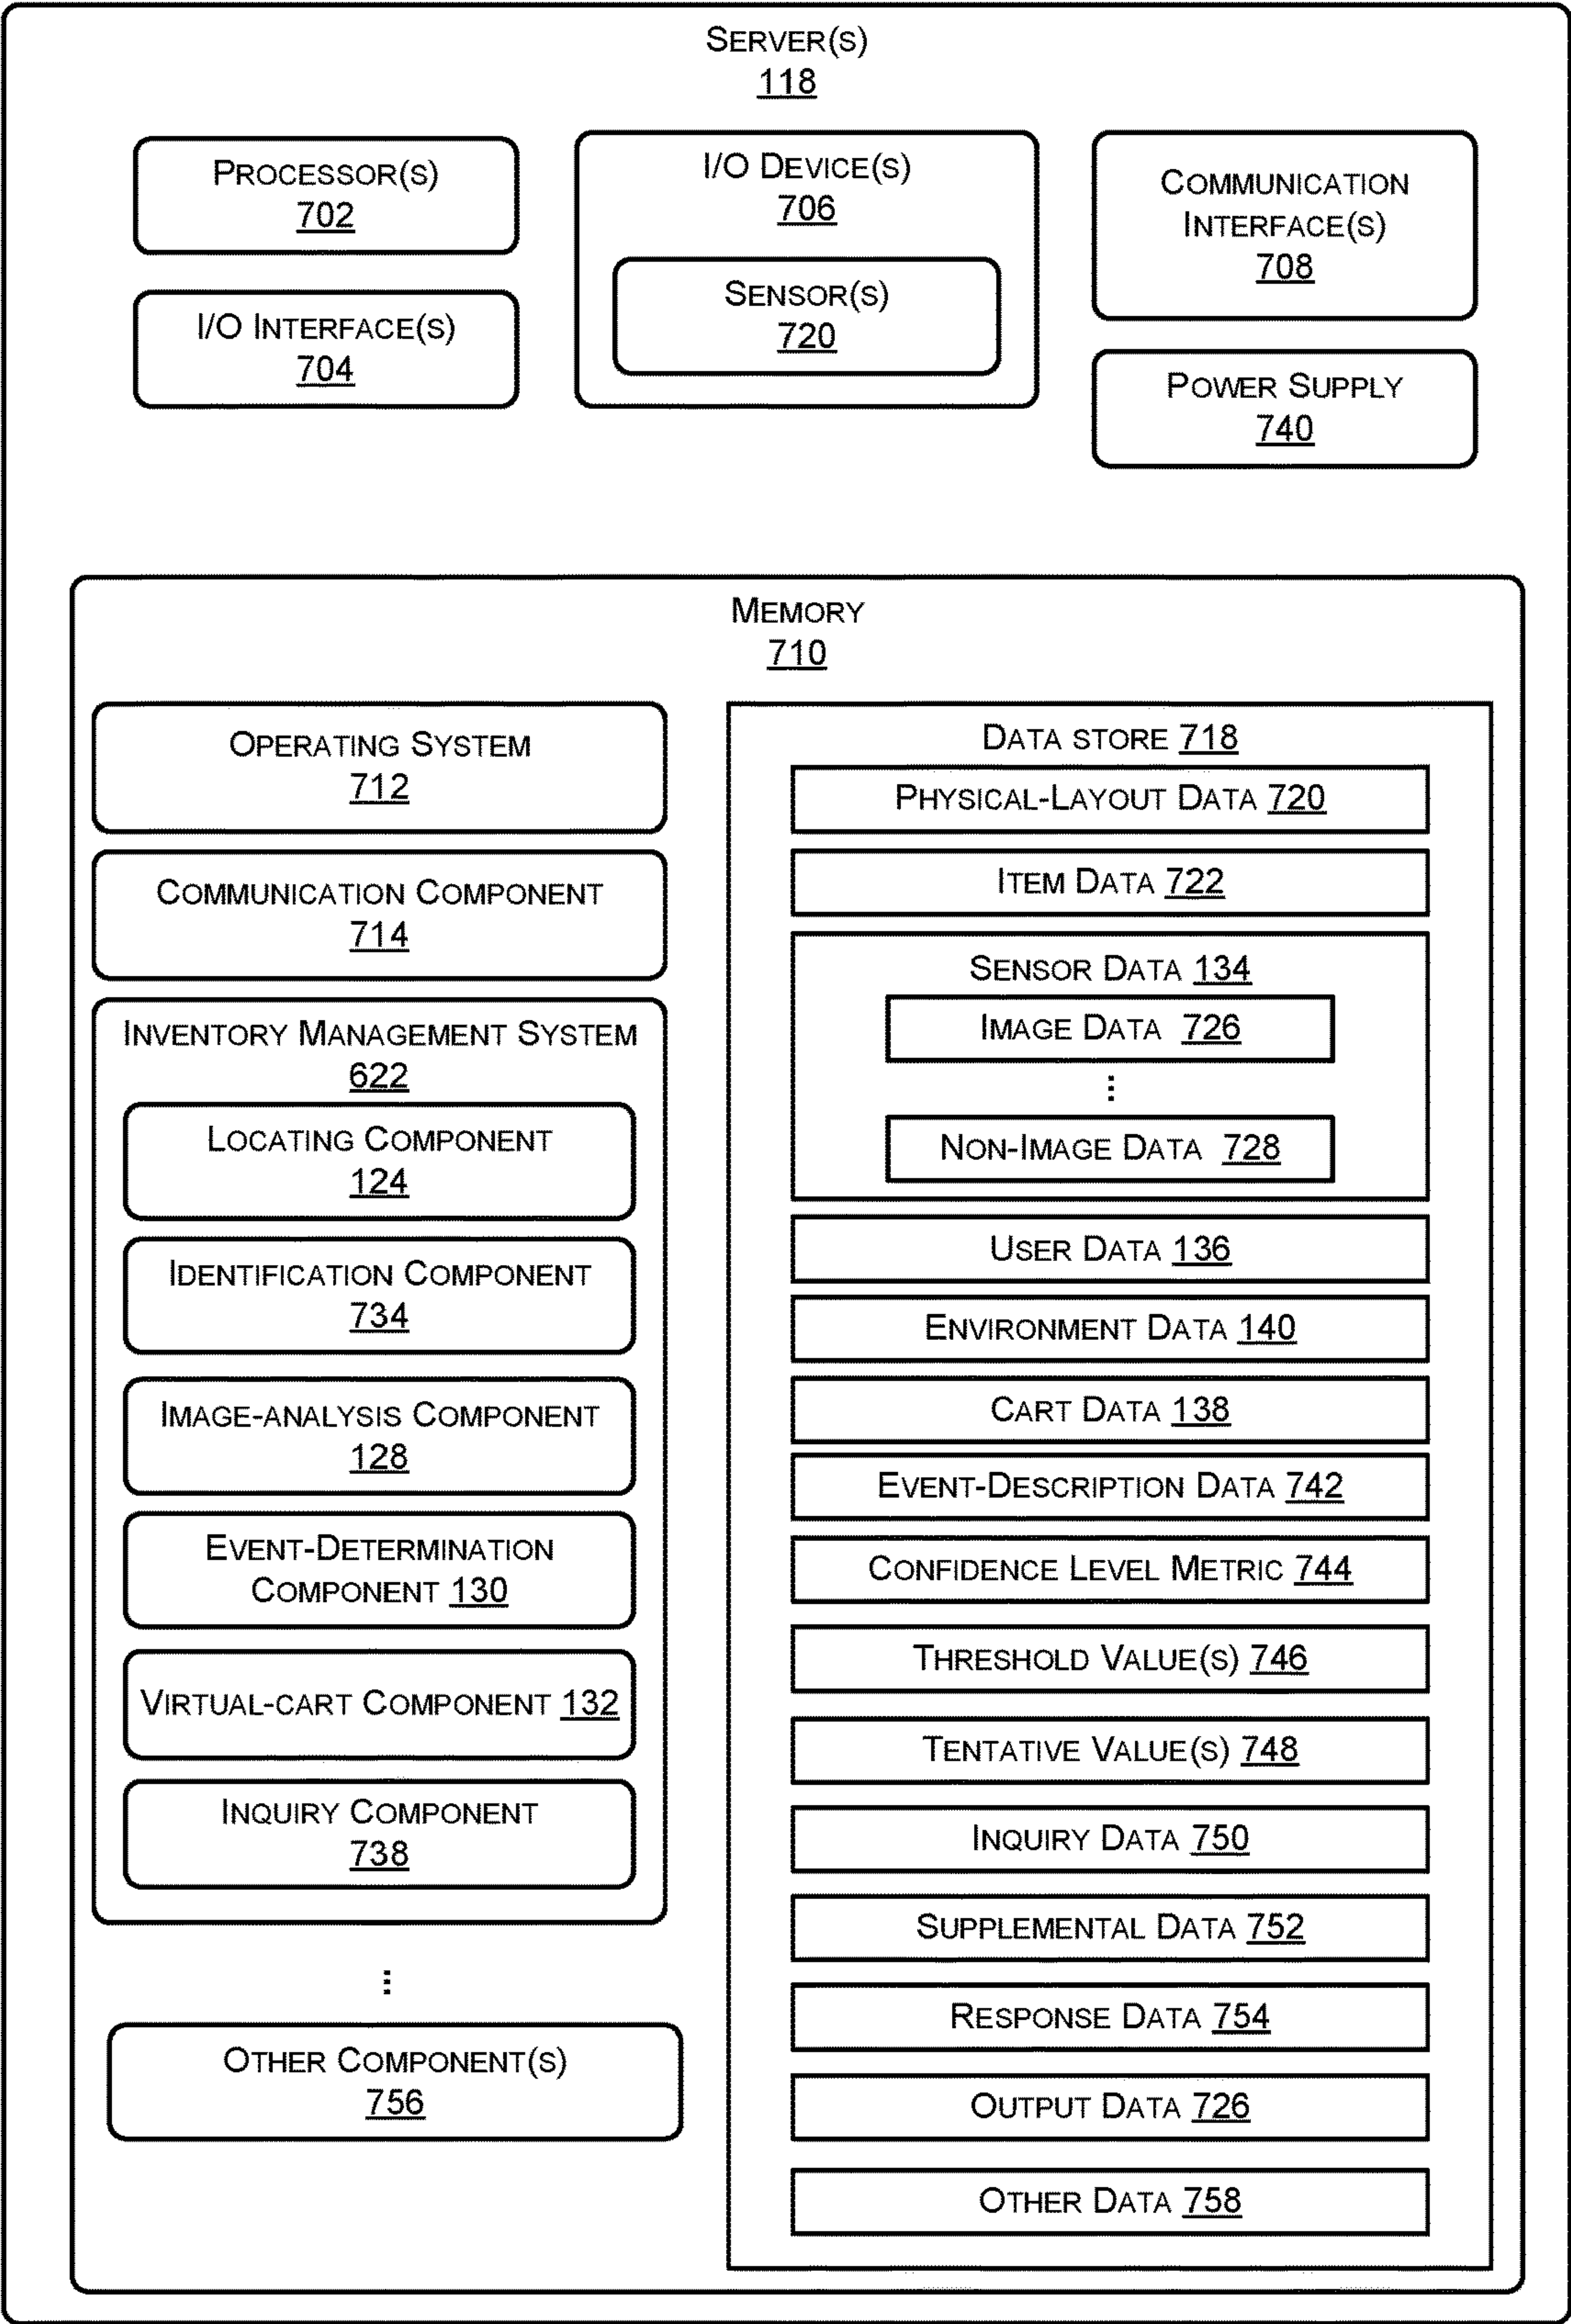 SERVER(S)
118
PROCESSOR(S)
702
I/O INTERFACE(S)
704
I/O DEVICE(S)
706
SENSOR(S)
720
COMMUNICATION
INTERFACE(S)
708
POWER SUPPLY
740
MEMORY
710
OPERATING SYSTEM
712
COMMUNICATION COMPONENT
714
INVENTORY MANAGEMENT SYSTEM
622
LOCATING COMPONENT
124
IDENTIFICATION COMPONENT
734
IMAGE-ANALYSIS COMPONENT
128
EVENT-DETERMINATION
COMPONENT 130
VIRTUAL-CART COMPONENT 132
INQUIRY COMPONENT
738
...
OTHER COMPONENT(S)
756
DATA STORE 718
PHYSICAL-LAYOUT DATA 720
ITEM DATA 722
SENSOR DATA 134
IMAGE DATA 726
...
NON-IMAGE DATA 728
USER DATA 136
ENVIRONMENT DATA 140
CART DATA 138
EVENT-DESCRIPTION DATA 742
CONFIDENCE LEVEL METRIC 744
THRESHOLD VALUE(S) 746
TENTATIVE VALUE(S) 748
INQUIRY DATA 750
SUPPLEMENTAL DATA 752
RESPONSE DATA 754
OUTPUT DATA 726
OTHER DATA 758